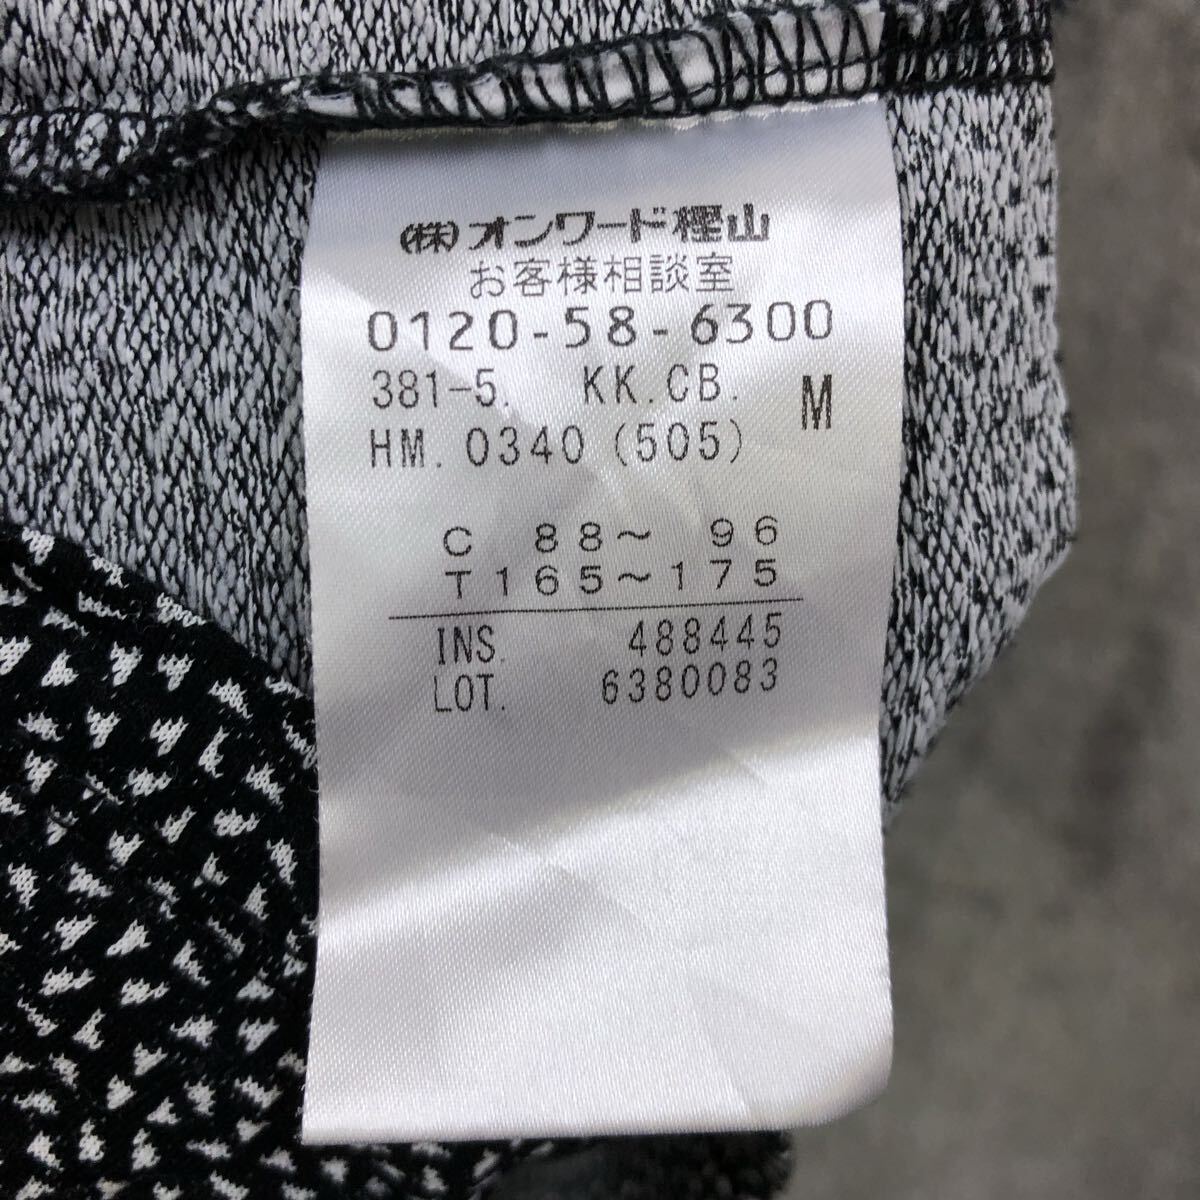 (株)オンワード樫山
お客様相談室
0120-58-6300
381-5. KK.CB. M
HM. 0340 (505)
C 88～ 96
T165～175
INS. 488445
LOT. 6380083